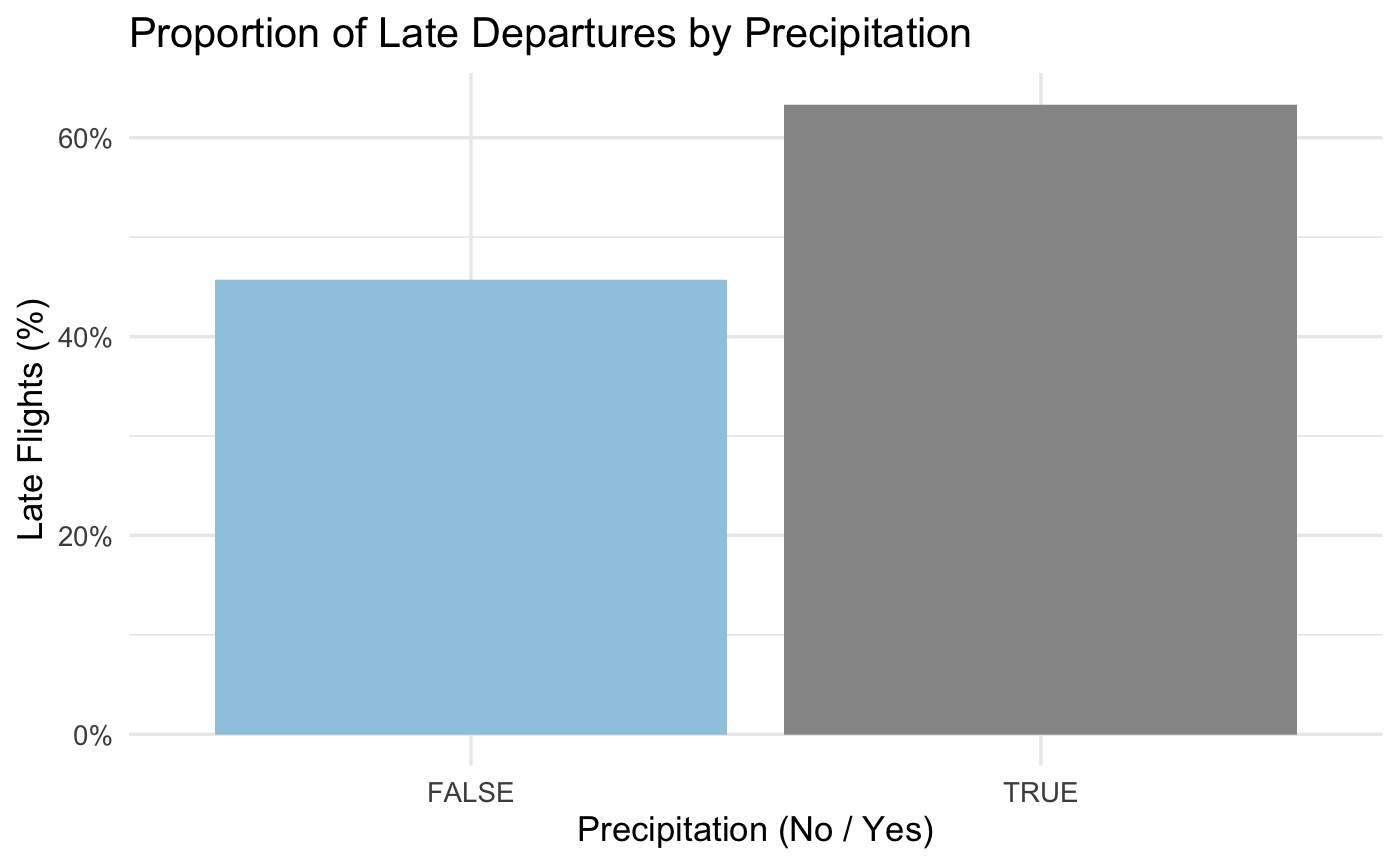 Proportion of Late Departures by Precipitation
Late Flights (%)
60%
40%
20%
0%
FALSE
TRUE
Precipitation (No / Yes)